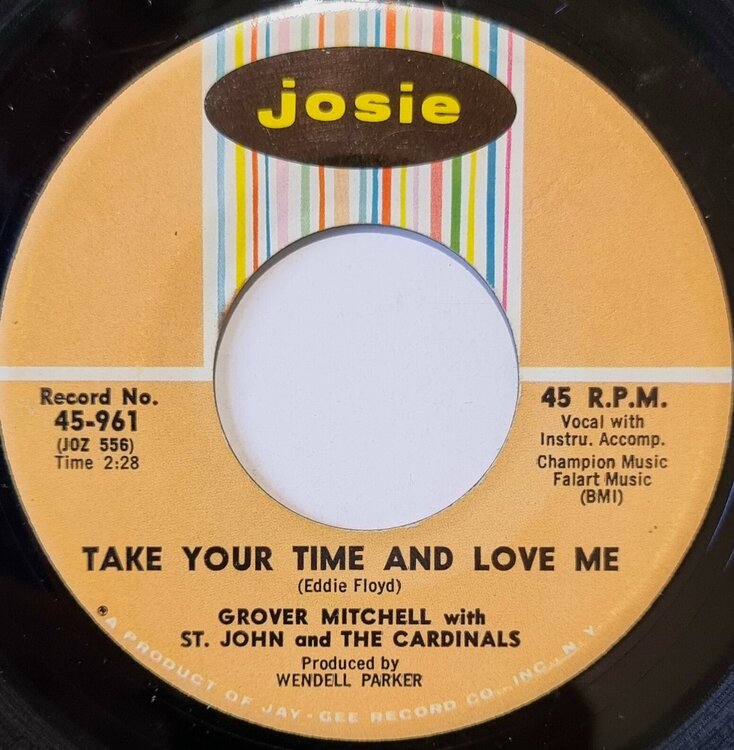 josie
Record No.
45-961
(JOZ 556)
Time 2:28
45 R.P.M.
Vocal with
Instru. Accomp.
Champion Music
Falart Music
(BMI)
TAKE YOUR TIME AND LOVE ME
(Eddie Floyd)
GROVER MITCHELL with
ST. JOHN and THE CARDINALS
Produced by
WENDELL PARKER
® A PRODUCT OF JAY-GEE RECORD CO., INC., N. Y.